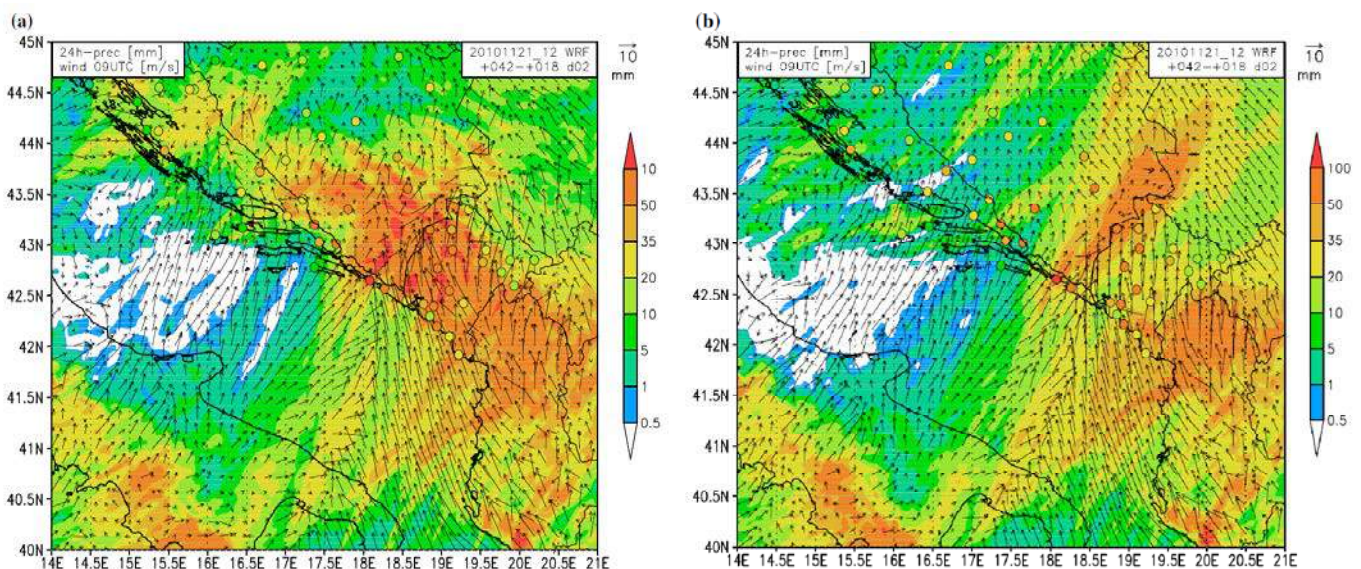 (a)
24h-prec [mm]
wind 09UTC [m/s]
20101121_12 WRF
+042-+018 d02
10
mm
45N
44.5N
44N
43.5N
43N
42.5N
42N
41.5N
41N
40.5N
40N
14E 14.5E 15E 15.5E 16E 16.5E 17E 17.5E 18E 18.5E 19E 19.5E 20E 20.5E 21E
10
50
35
20
10
5
1
0.5
(b)
24h-prec [mm]
wind 09UTC [m/s]
20101121_12 WRF
+042-+018 d02
10
mm
45N
44.5N
44N
43.5N
43N
42.5N
42N
41.5N
41N
40.5N
40N
14E 14.5E 15E 15.5E 16E 16.5E 17E 17.5E 18E 18.5E 19E 19.5E 20E 20.5E 21E
100
50
35
20
10
5
1
0.5